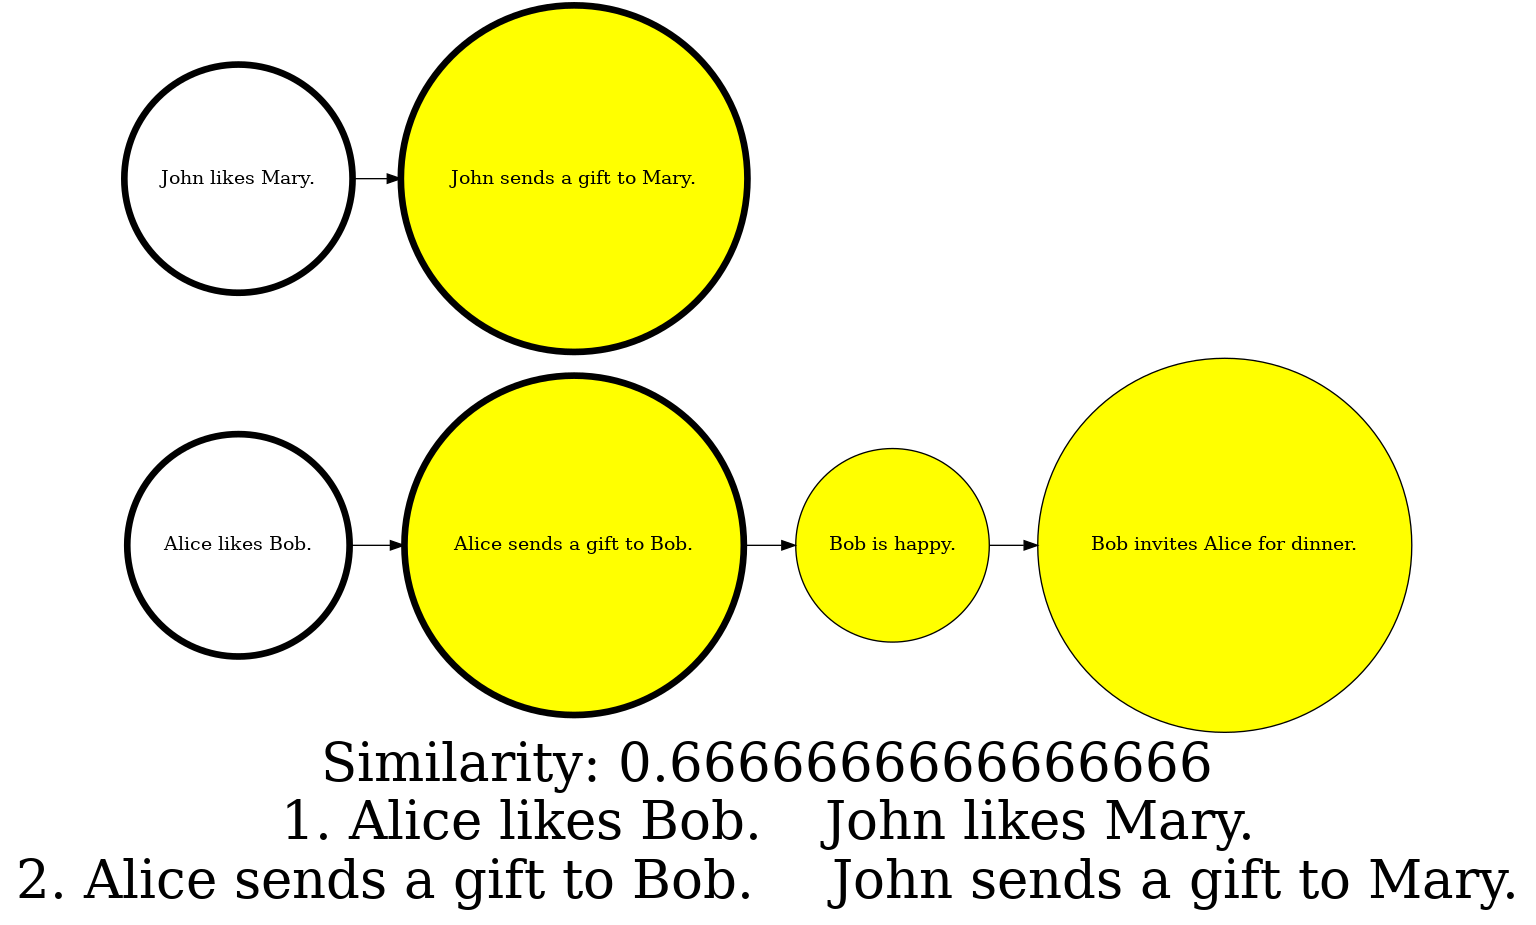 John likes Mary.
John sends a gift to Mary.
Alice likes Bob.
Alice sends a gift to Bob.
Bob is happy.
Bob invites Alice for dinner.
Similarity: 0.6666666666666666
1. Alice likes Bob. John likes Mary.
2. Alice sends a gift to Bob. John sends a gift to Mary.